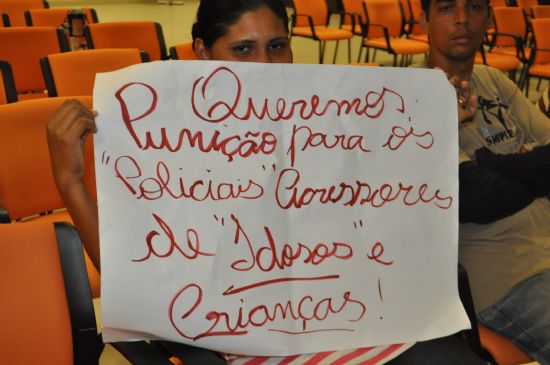 Queremos
Punição para os
"Policiais" Agressores
de "Idosos" e
Crianças!